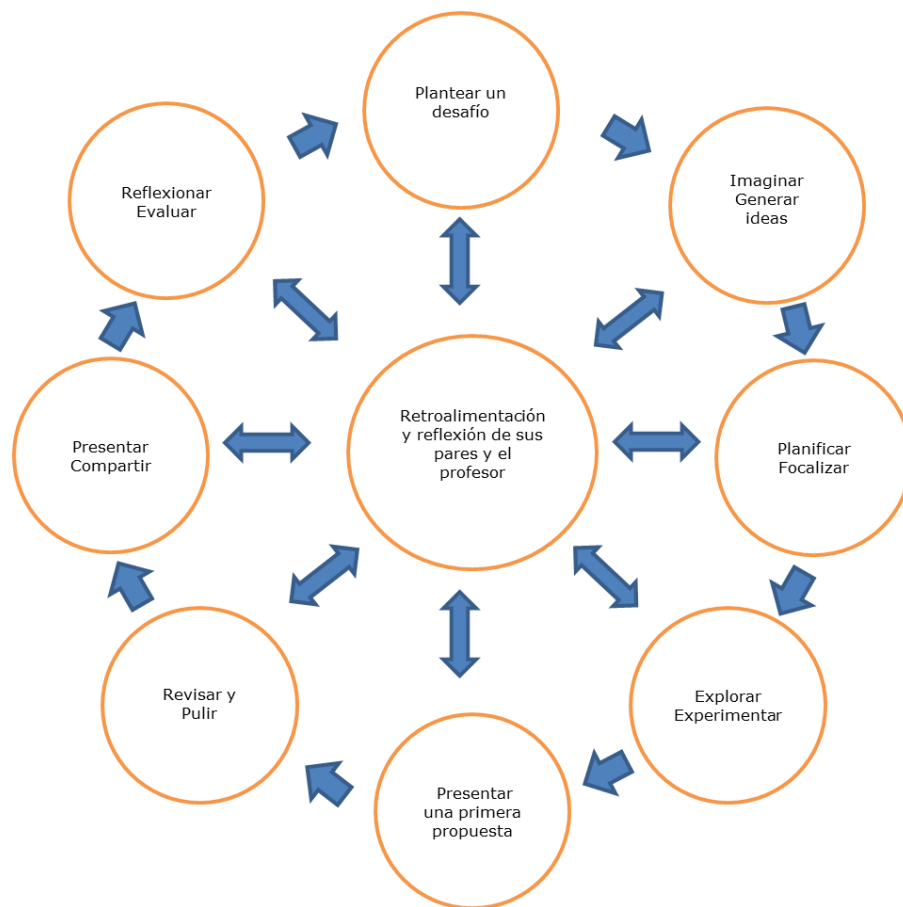 Plantear un
desafío
Imaginar
Generar
ideas
Planificar
Focalizar
Explorar
Experimentar
Presentar
una primera
propuesta
Revisar y
Pulir
Presentar
Compartir
Reflexionar
Evaluar
Retroalimentación
y reflexión de sus
pares y el
profesor